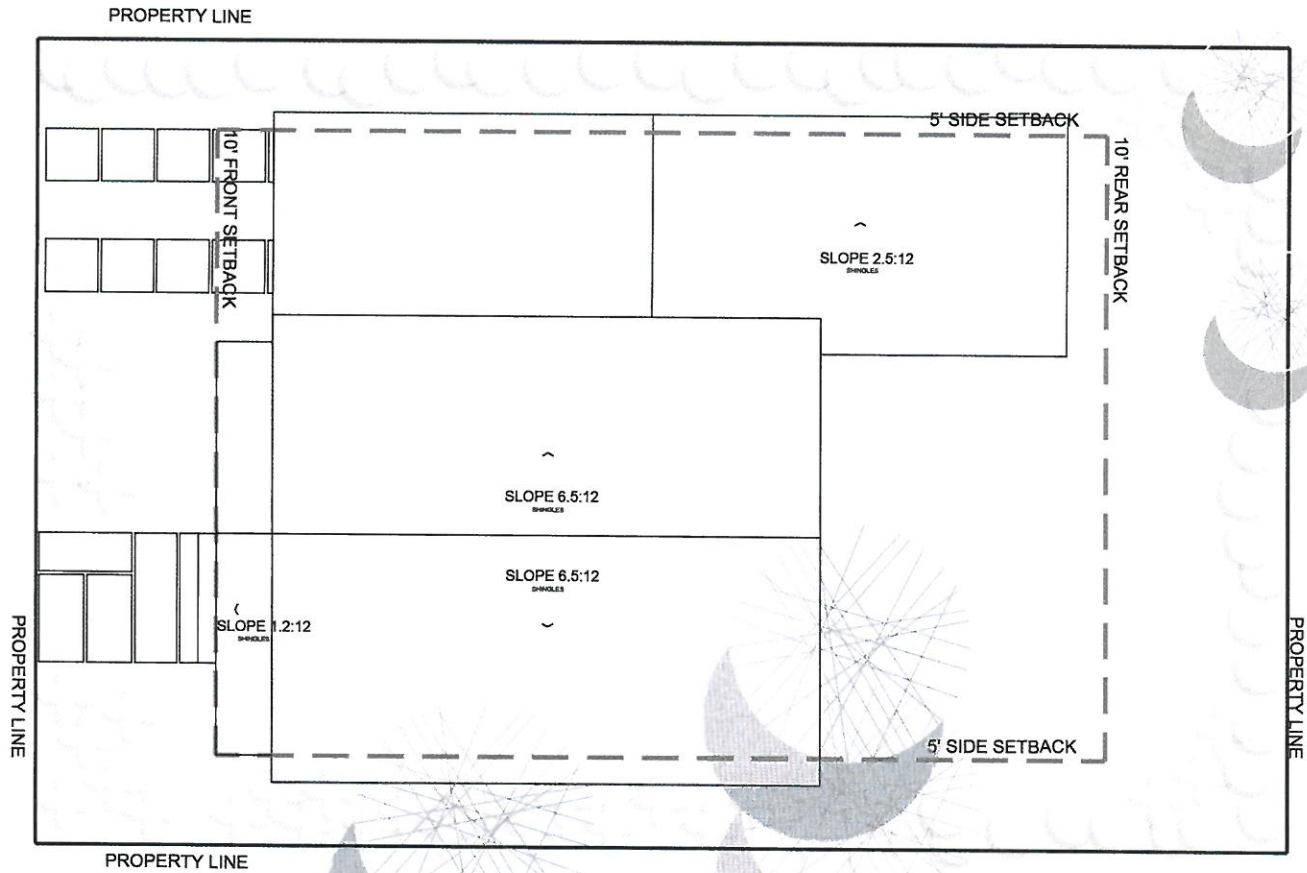 PROPERTY LINE
5' SIDE SETBACK
10' FRONT SETBACK
10' REAR SETBACK
SLOPE 2.5:12
SHINGLES
SLOPE 6.5:12
SHINGLES
SLOPE 6.5:12
SHINGLES
SLOPE 1.2:12
SHINGLES
PROPERTY LINE
PROPERTY LINE
5' SIDE SETBACK
PROPERTY LINE